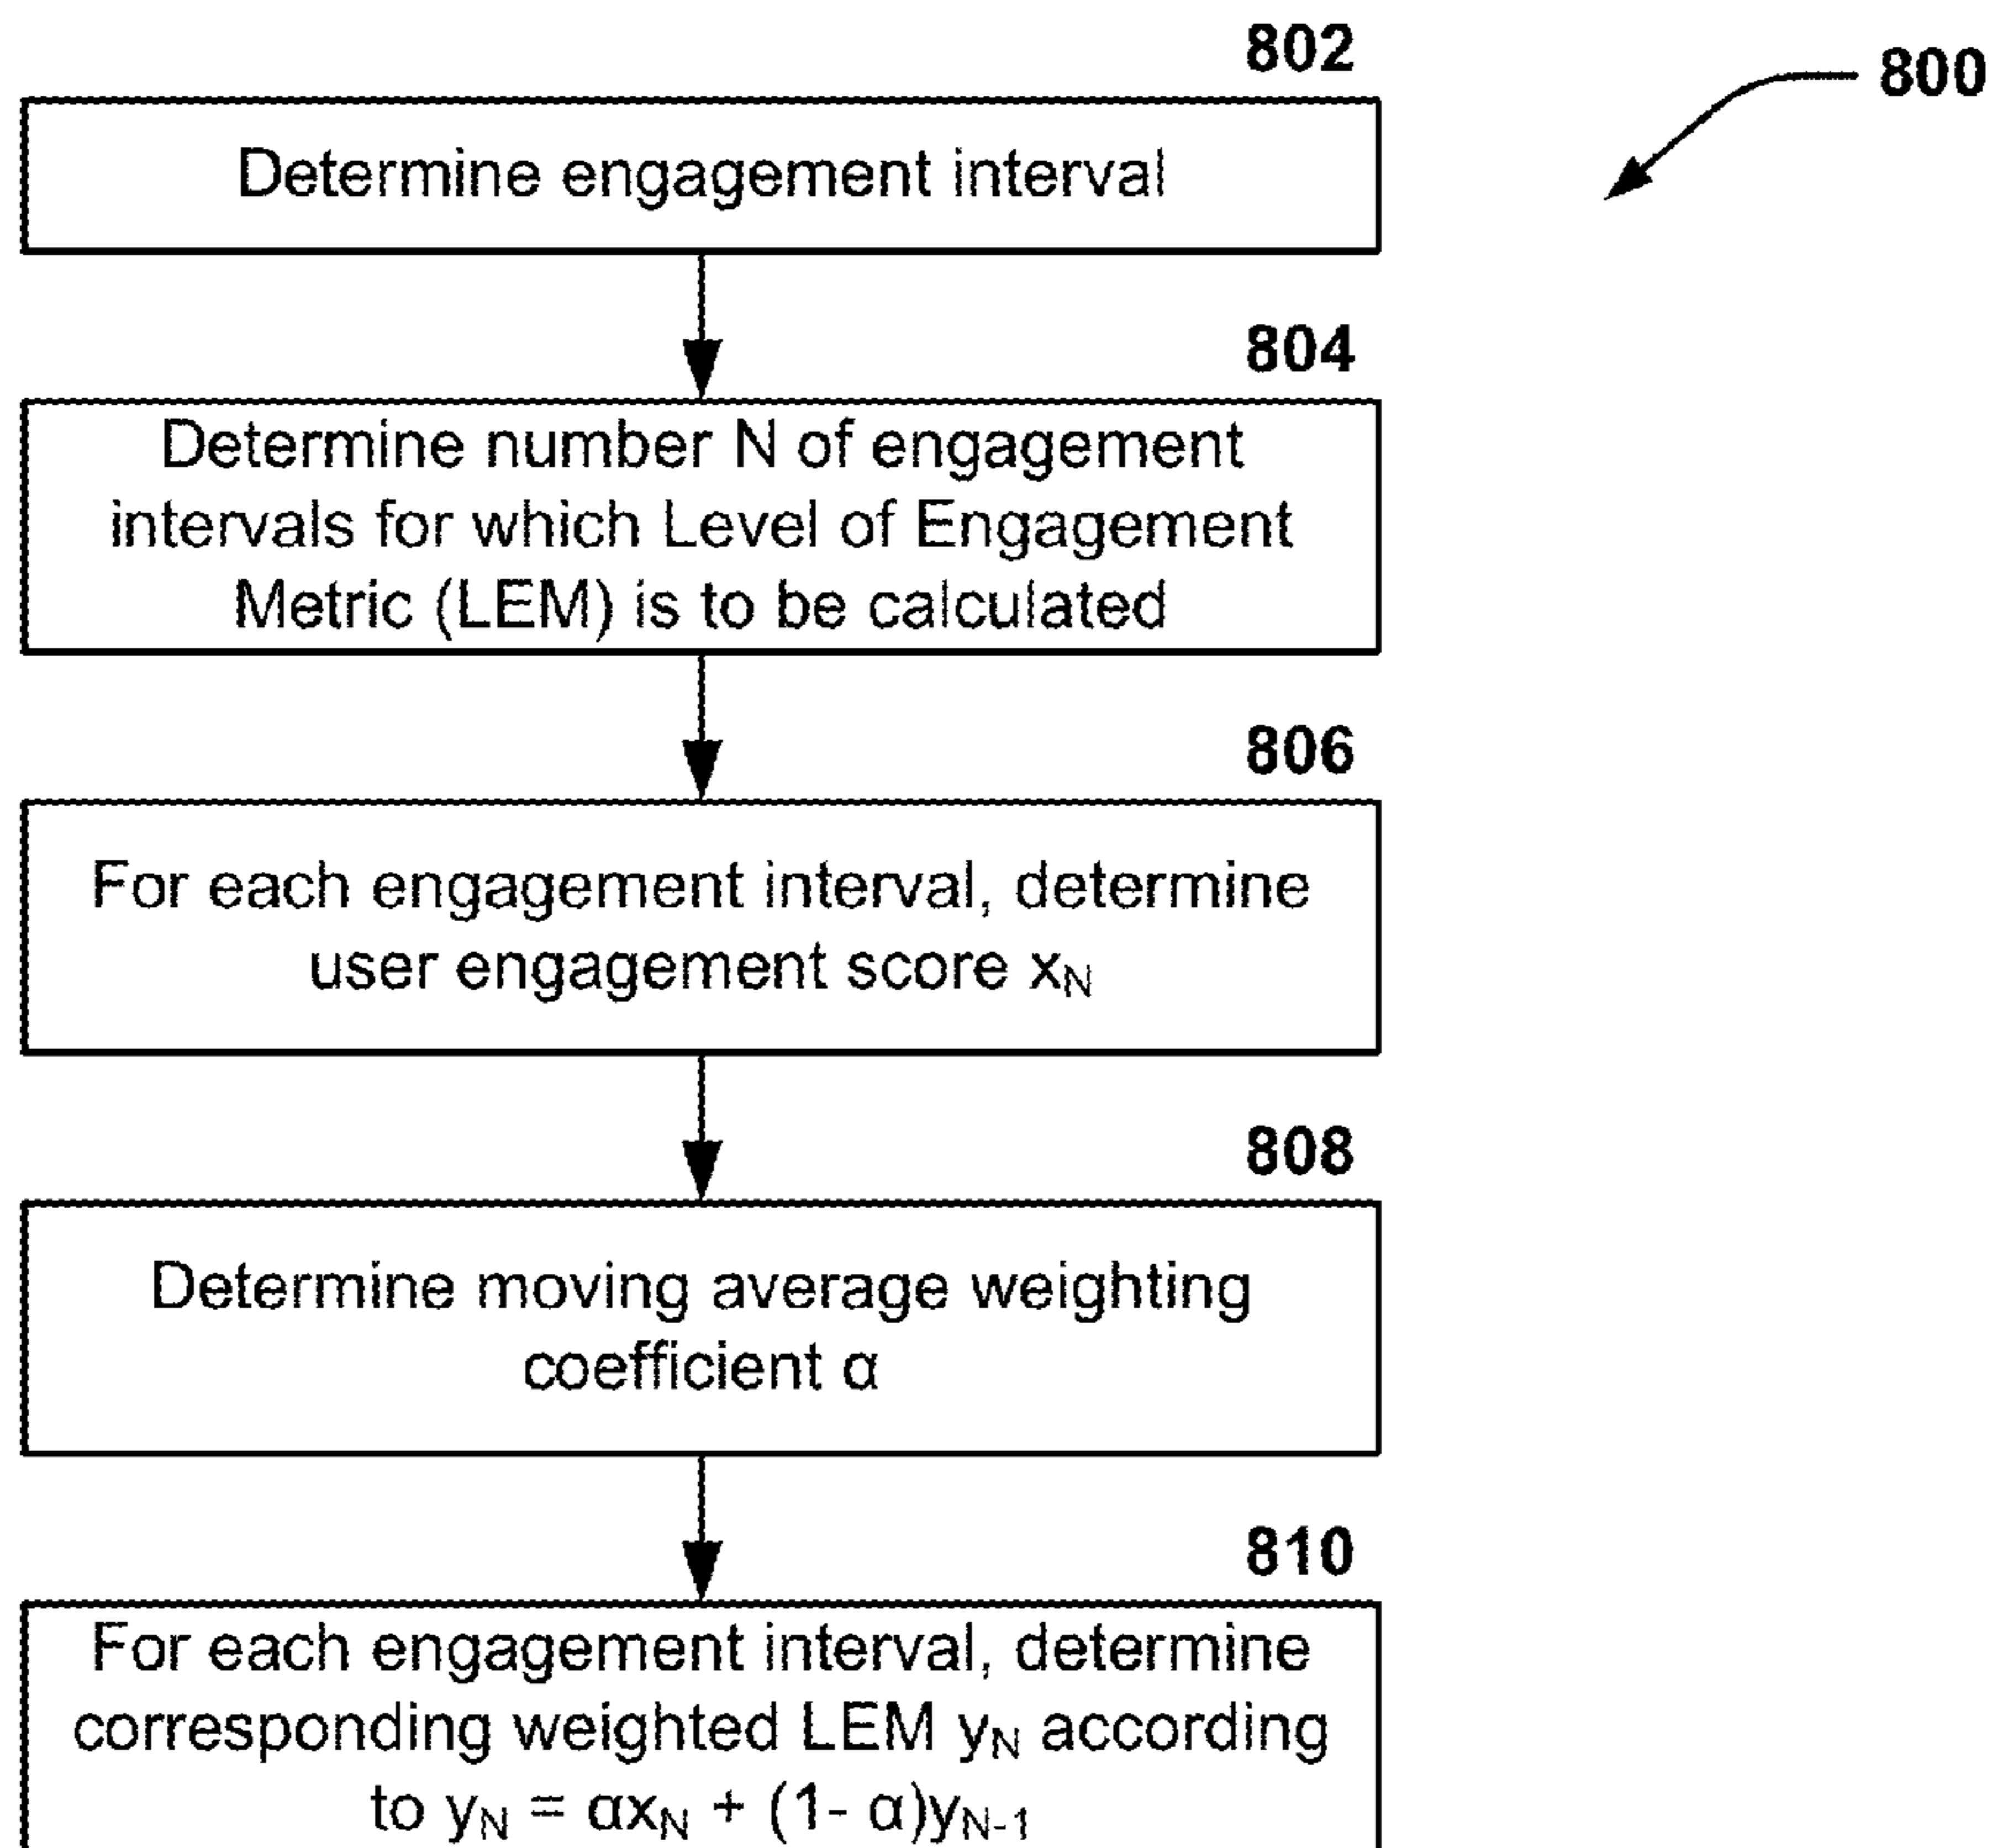 802
800
Determine engagement interval
804
Determine number N of engagement
intervals for which Level of Engagement
Metric (LEM) is to be calculated
806
For each engagement interval, determine
user engagement score xN
808
Determine moving average weighting
coefficient α
810
For each engagement interval, determine
corresponding weighted LEM yN according
to yN = αxN + (1- α)yN-1